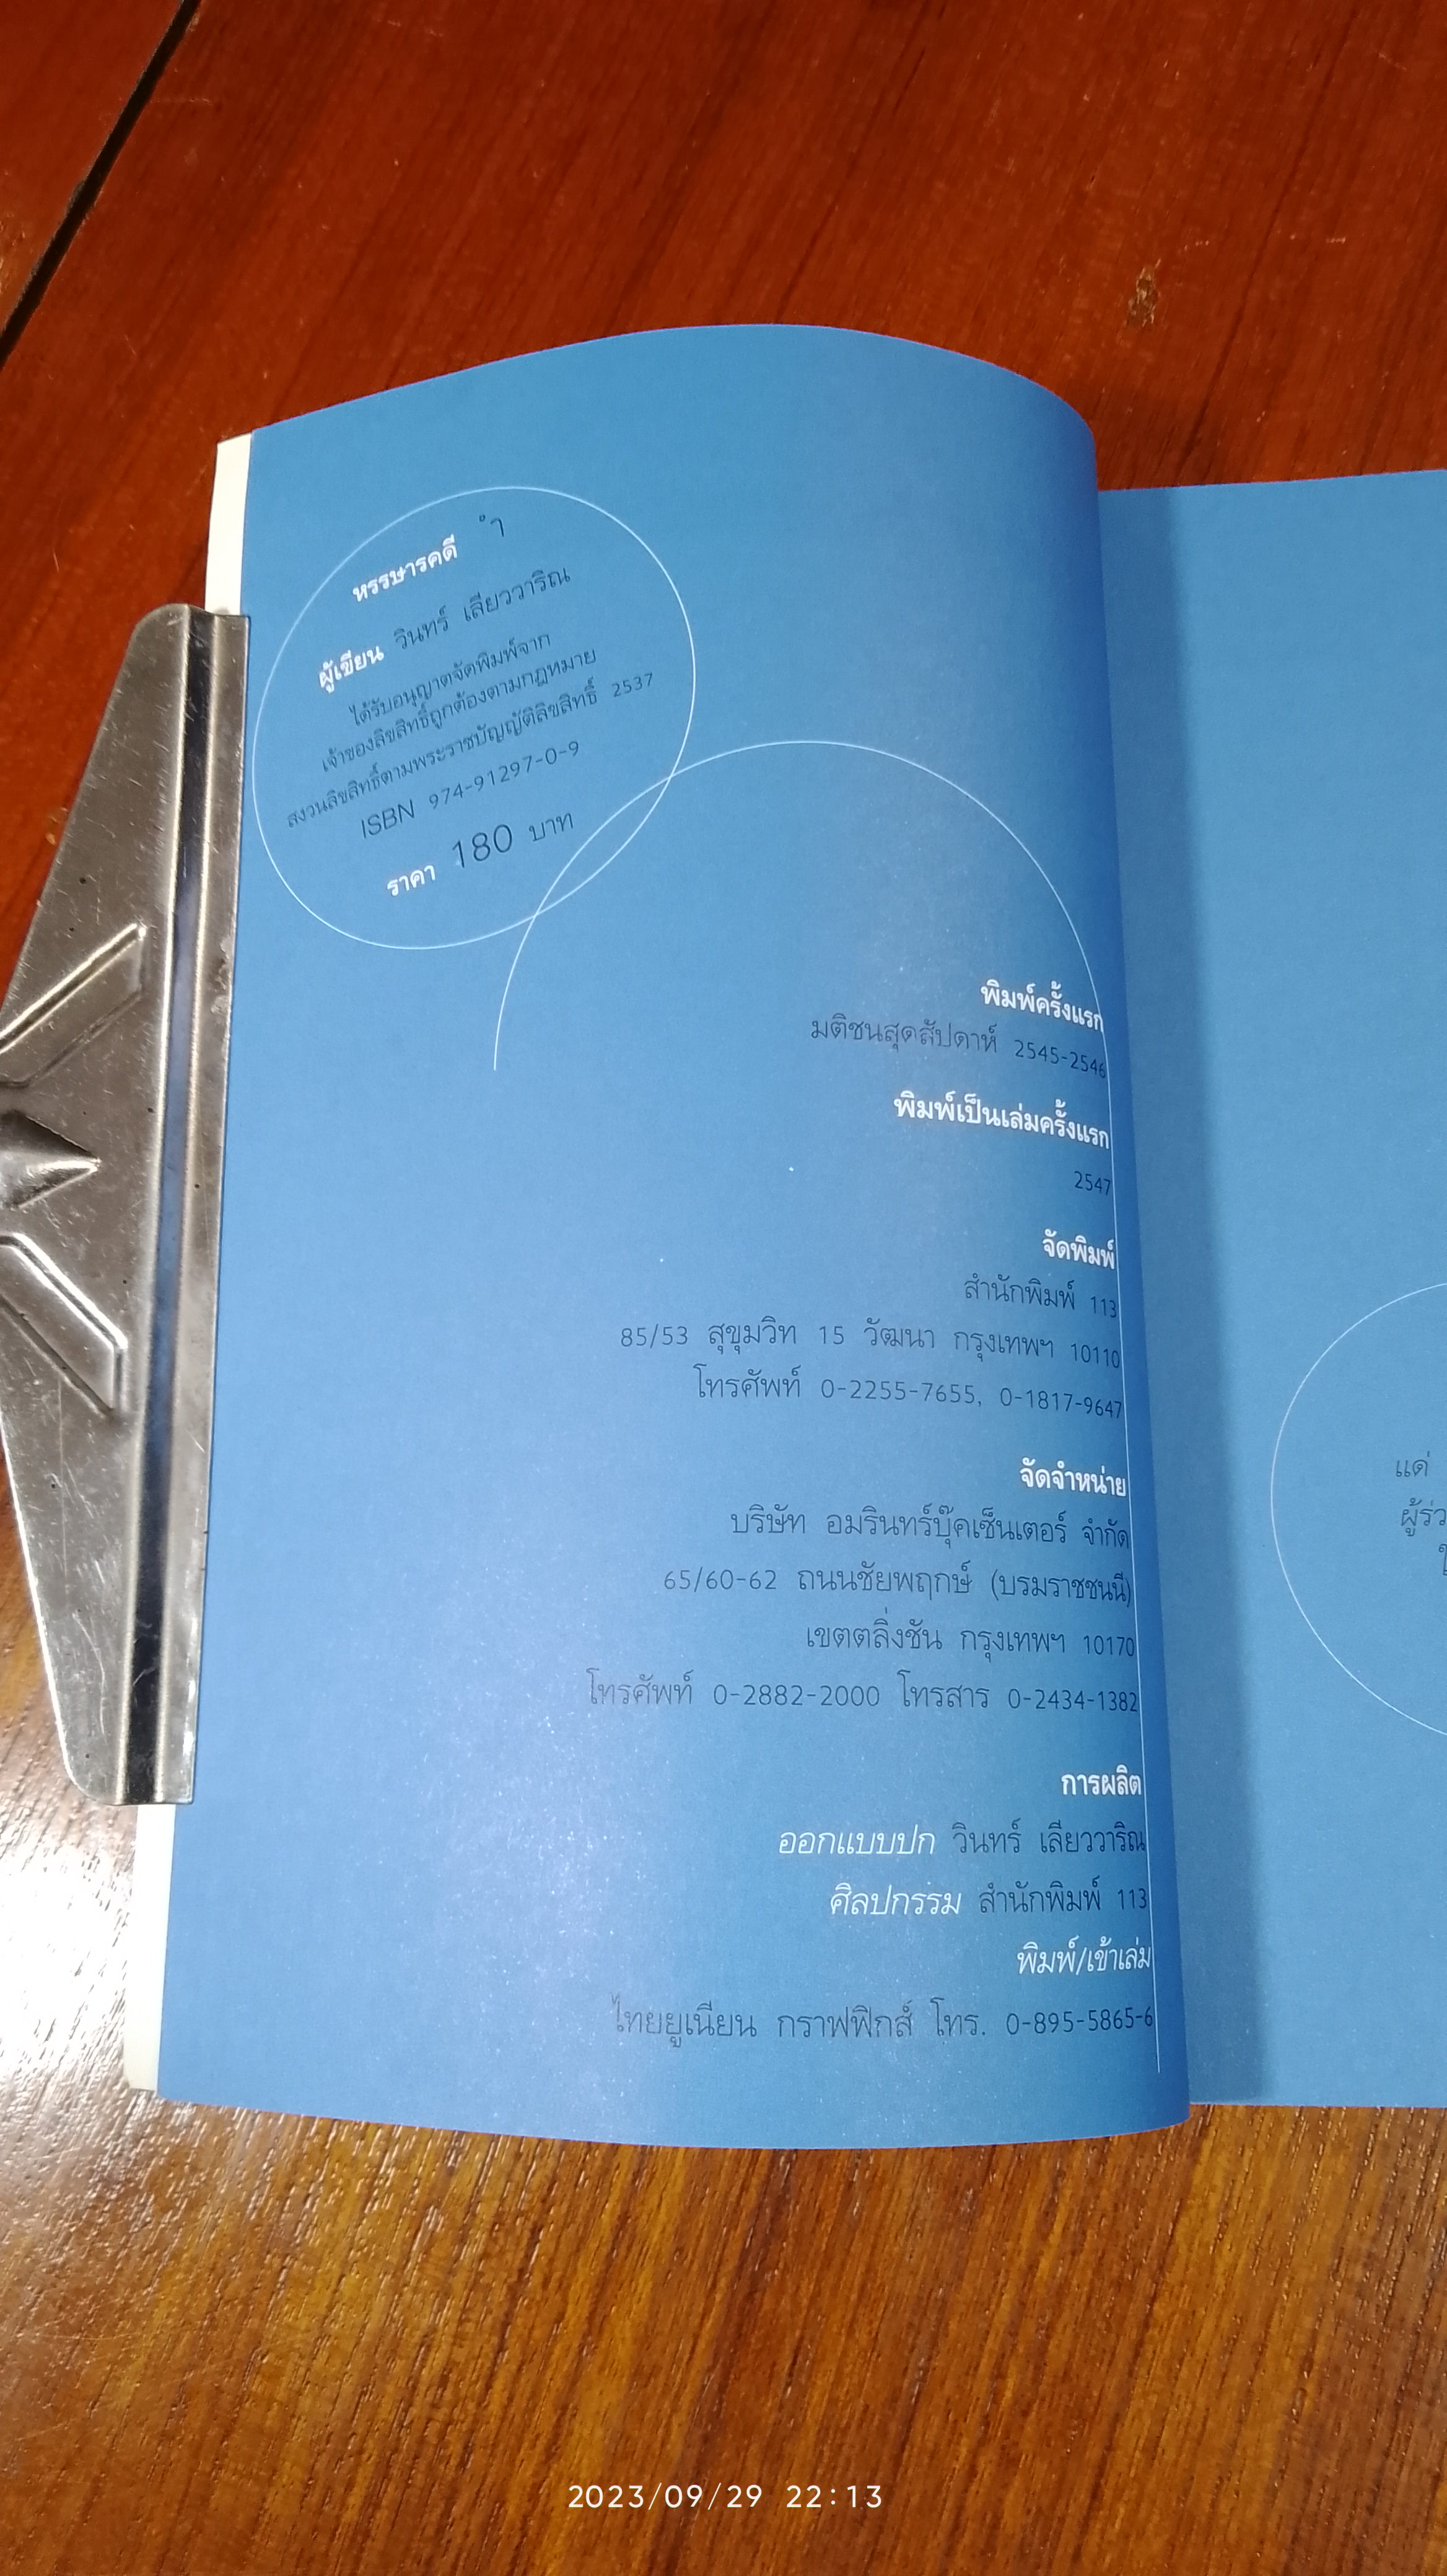 หรรษารคดี ำ
ผู้เขียน วินทร์ เลียววาริณ
ได้รับอนุญาตจัดพิมพ์จาก
เจ้าของลิขสิทธิ์ถูกต้องตามกฎหมาย
สงวนลิขสิทธิ์ตามพระราชบัญญัติลิขสิทธิ์ 2537
ISBN 974-91297-0-9
ราคา 180 บาท
พิมพ์ครั้งแรก
มติชนสุดสัปดาห์ 2545-2546
พิมพ์เป็นเล่มครั้งแรก
2547
จัดพิมพ์
สำนักพิมพ์ 113
85/53 สุขุมวิท 15 วัฒนา กรุงเทพฯ 10110
โทรศัพท์ 0-2255-7655, 0-1817-9647
จัดจำหน่าย
บริษัท อมรินทร์บุ๊คเซ็นเตอร์ จำกัด
65/60-62 ถนนชัยพฤกษ์ (บรมราชชนนี)
เขตตลิ่งชัน กรุงเทพฯ 10170
โทรศัพท์ 0-2882-2000 โทรสาร 0-2434-1382
การผลิต
ออกแบบปก วินทร์ เลียววาริณ
ศิลปกรรม สำนักพิมพ์ 113
พิมพ์/เข้าเล่ม
ไทยยูเนียน กราฟฟิกส์ โทร. 0-895-5865-6
แด่
ผู้ร่ว
2023/09/29 22:13